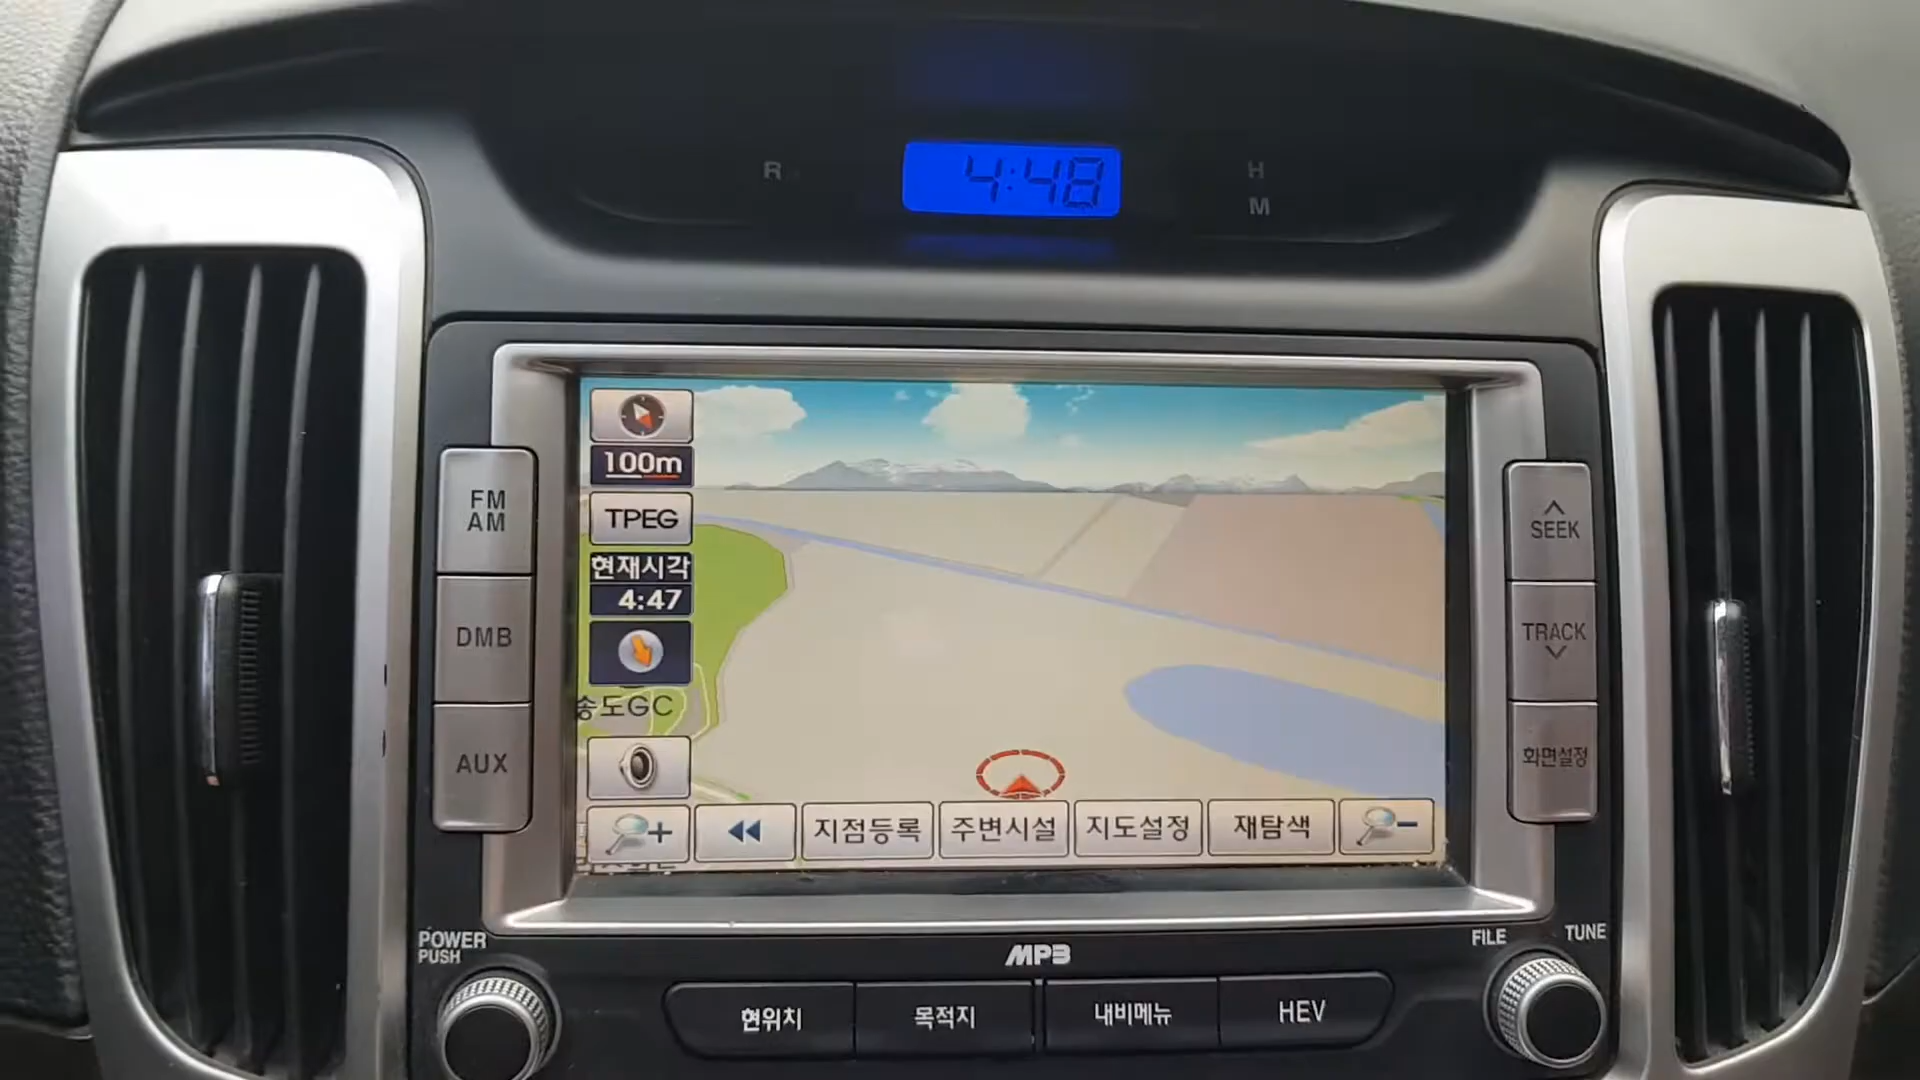 R
4:48
H
M
100m
TPEG
현재시각
4:47
송도GC
지점등록
주변시설
지도설정
재탐색
FM
AM
DMB
AUX
SEEK
TRACK
화면설정
POWER
PUSH
MP3
FILE
TUNE
현위치
목적지
내비메뉴
HEV